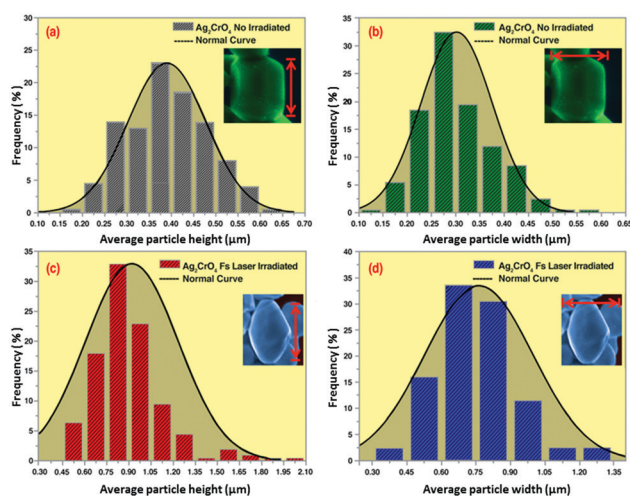 (a)
Ag₂CrO₄ No Irradiated
Normal Curve
Frequency (%)
30
25
20
15
10
5
0
0.10 0.15 0.20 0.25 0.30 0.35 0.40 0.45 0.50 0.55 0.60 0.65 0.70
Average particle height (μm)
(b)
Ag₂CrO₄ No Irradiated
Normal Curve
Frequency (%)
35
30
25
20
15
10
5
0
0.10 0.15 0.20 0.25 0.30 0.35 0.40 0.45 0.50 0.55 0.60 0.65
Average particle width (μm)
(c)
Ag₂CrO₄ Fs Laser Irradiated
Normal Curve
Frequency (%)
35
30
25
20
15
10
5
0
0.30 0.45 0.60 0.75 0.90 1.05 1.20 1.35 1.50 1.65 1.80 1.95 2.10
Average particle height (μm)
(d)
Ag₂CrO₄ Fs Laser Irradiated
Normal Curve
Frequency (%)
40
35
30
25
20
15
10
5
0
0.30 0.45 0.60 0.75 0.90 1.05 1.20 1.35
Average particle width (μm)